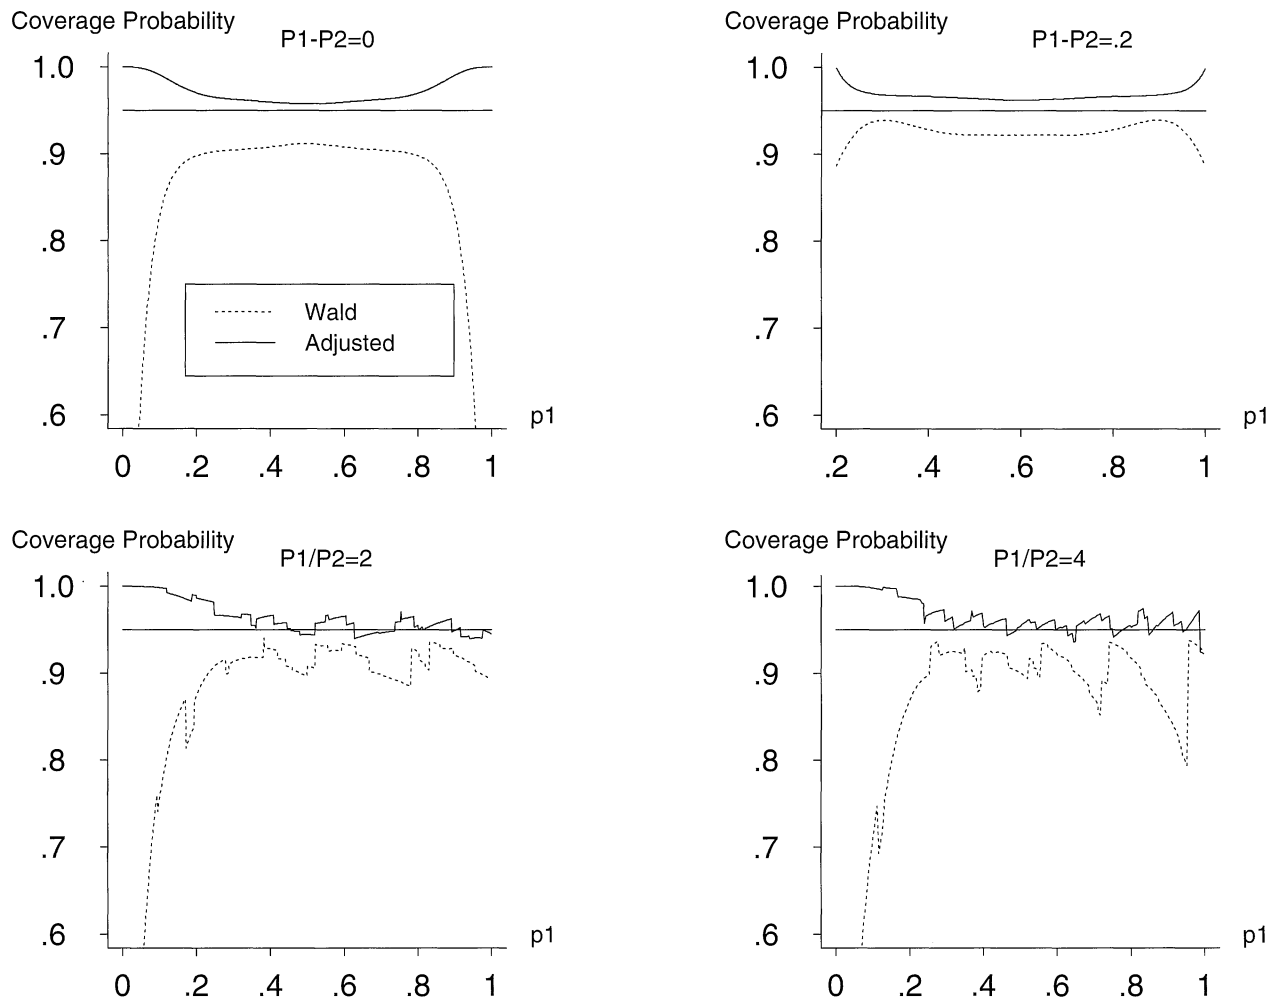 Coverage Probability
P1-P2=0
1.0
.9
.8
.7
.6
Wald
Adjusted
p1
0 .2 .4 .6 .8 1
Coverage Probability
P1-P2=.2
1.0
.9
.8
.7
.6
p1
.2 .4 .6 .8 1
Coverage Probability
P1/P2=2
1.0
.9
.8
.7
.6
p1
0 .2 .4 .6 .8 1
Coverage Probability
P1/P2=4
1.0
.9
.8
.7
.6
p1
0 .2 .4 .6 .8 1